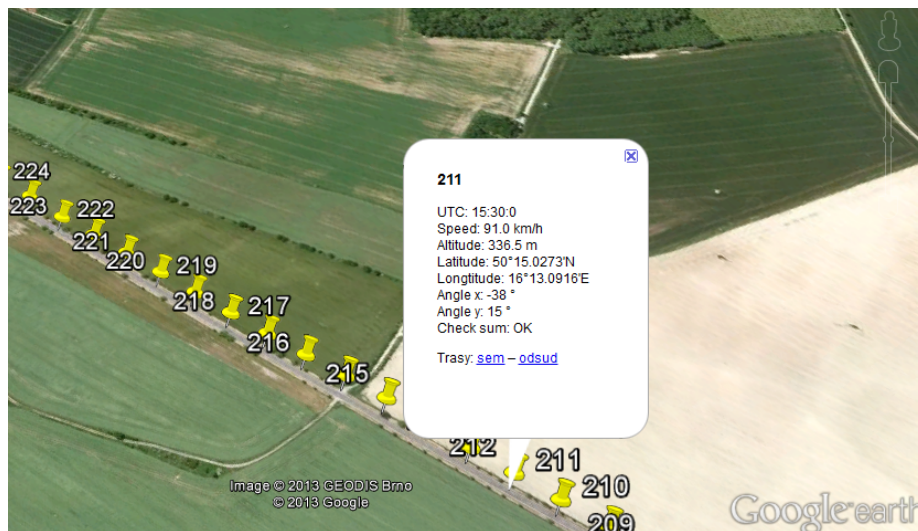 224
223
222
221
220
219
218
217
216
215
212
211
210
209
211
UTC: 15:30:0
Speed: 91.0 km/h
Altitude: 336.5 m
Latitude: 50°15.0273'N
Longtitude: 16°13.0916'E
Angle x: -38 °
Angle y: 15 °
Check sum: OK
Trasy: sem – odsud
Image © 2013 GEODIS Brno
© 2013 Google
Google earth